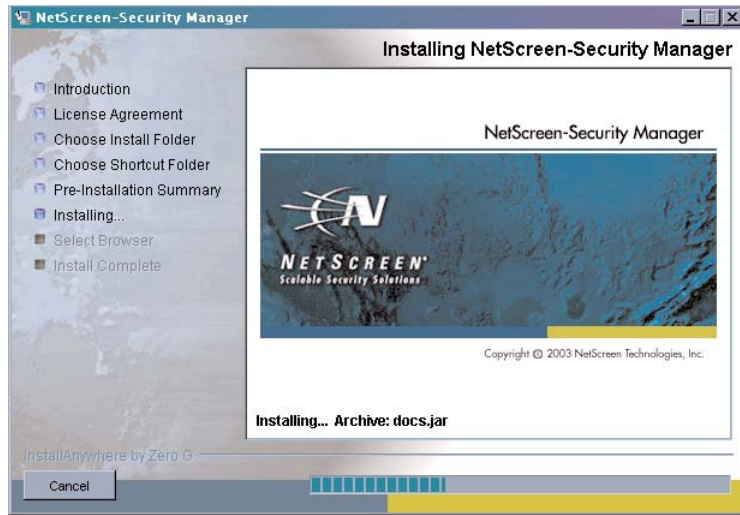 NetScreen-Security Manager
Installing NetScreen-Security Manager
Introduction
License Agreement
Choose Install Folder
Choose Shortcut Folder
Pre-Installation Summary
Installing...
Select Browser
Install Complete
NetScreen-Security Manager
N
NETSCREEN®
Scalable Security Solutions
Copyright © 2003 NetScreen Technologies, Inc.
Installing... Archive: docs.jar
InstallAnywhere by Zero G
Cancel